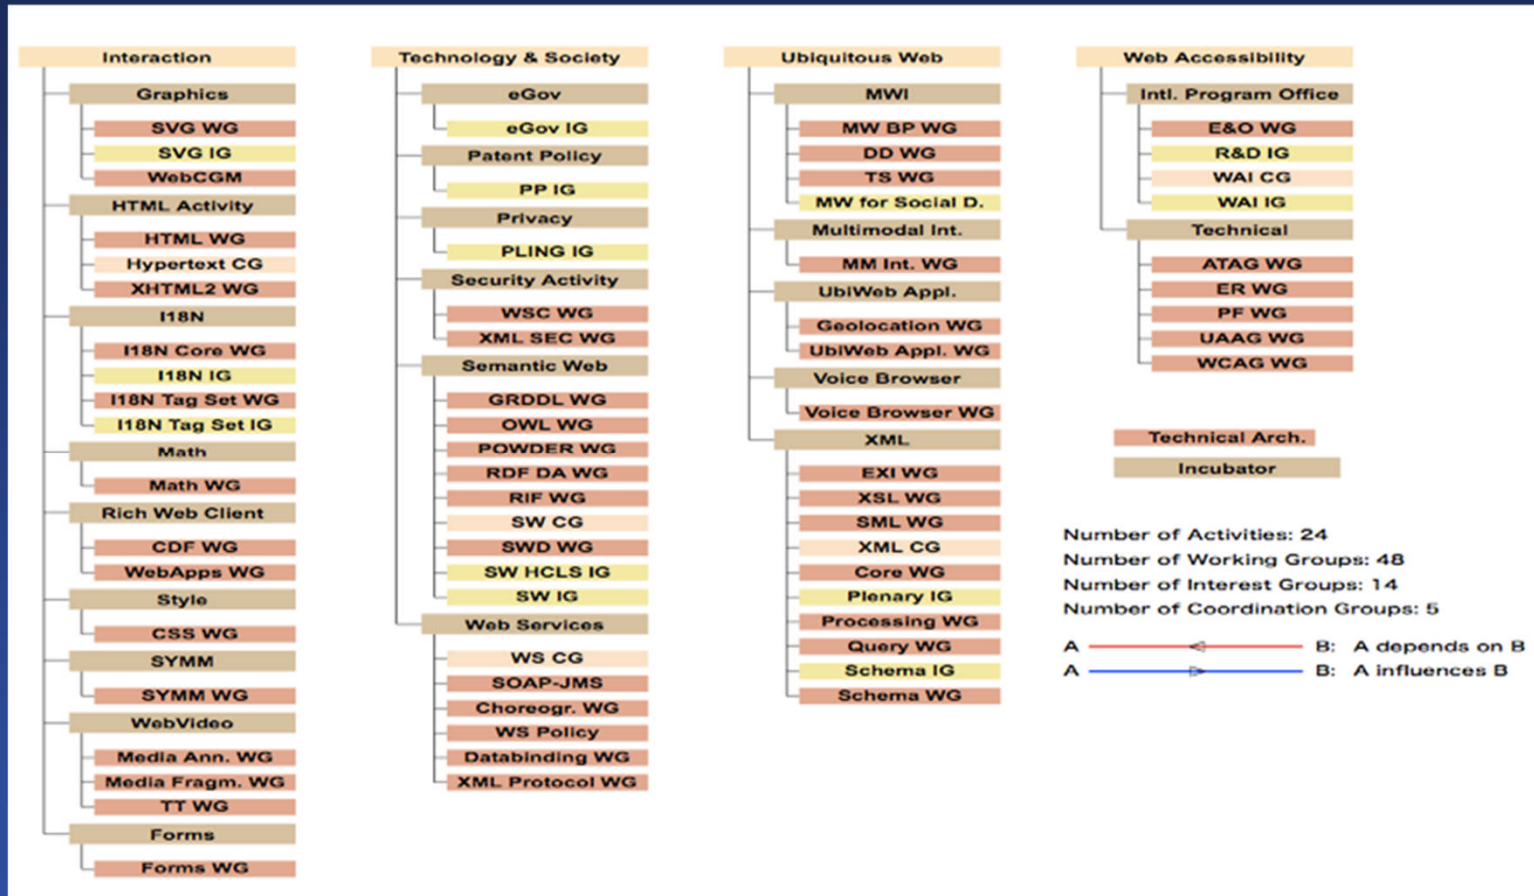 Interaction
Graphics
SVG WG
SVG IG
WebCGM
HTML Activity
HTML WG
Hypertext CG
XHTML2 WG
I18N
I18N Core WG
I18N IG
I18N Tag Set WG
I18N Tag Set IG
Math
Math WG
Rich Web Client
CDF WG
WebApps WG
Style
CSS WG
SYMM
SYMM WG
WebVideo
Media Ann. WG
Media Fragm. WG
TT WG
Forms
Forms WG
Technology & Society
eGov
eGov IG
Patent Policy
PP IG
Privacy
PLING IG
Security Activity
WSC WG
XML SEC WG
Semantic Web
GRDDL WG
OWL WG
POWDER WG
RDF DA WG
RIF WG
SW CG
SWD WG
SW HCLS IG
SW IG
Web Services
WS CG
SOAP-JMS
Choreogr. WG
WS Policy
Databinding WG
XML Protocol WG
Ubiquitous Web
MWI
MW BP WG
DD WG
TS WG
MW for Social D.
Multimodal Int.
MM Int. WG
UbiWeb Appl.
Geolocation WG
UbiWeb Appl. WG
Voice Browser
Voice Browser WG
XML
EXI WG
XSL WG
SML WG
XML CG
Core WG
Plenary IG
Processing WG
Query WG
Schema IG
Schema WG
Web Accessibility
Intl. Program Office
E&O WG
R&D IG
WAI CG
WAI IG
Technical
ATAG WG
ER WG
PF WG
UAAG WG
WCAG WG
Technical Arch.
Incubator
Number of Activities: 24
Number of Working Groups: 48
Number of Interest Groups: 14
Number of Coordination Groups: 5
A B: A depends on B
A B: A influences B